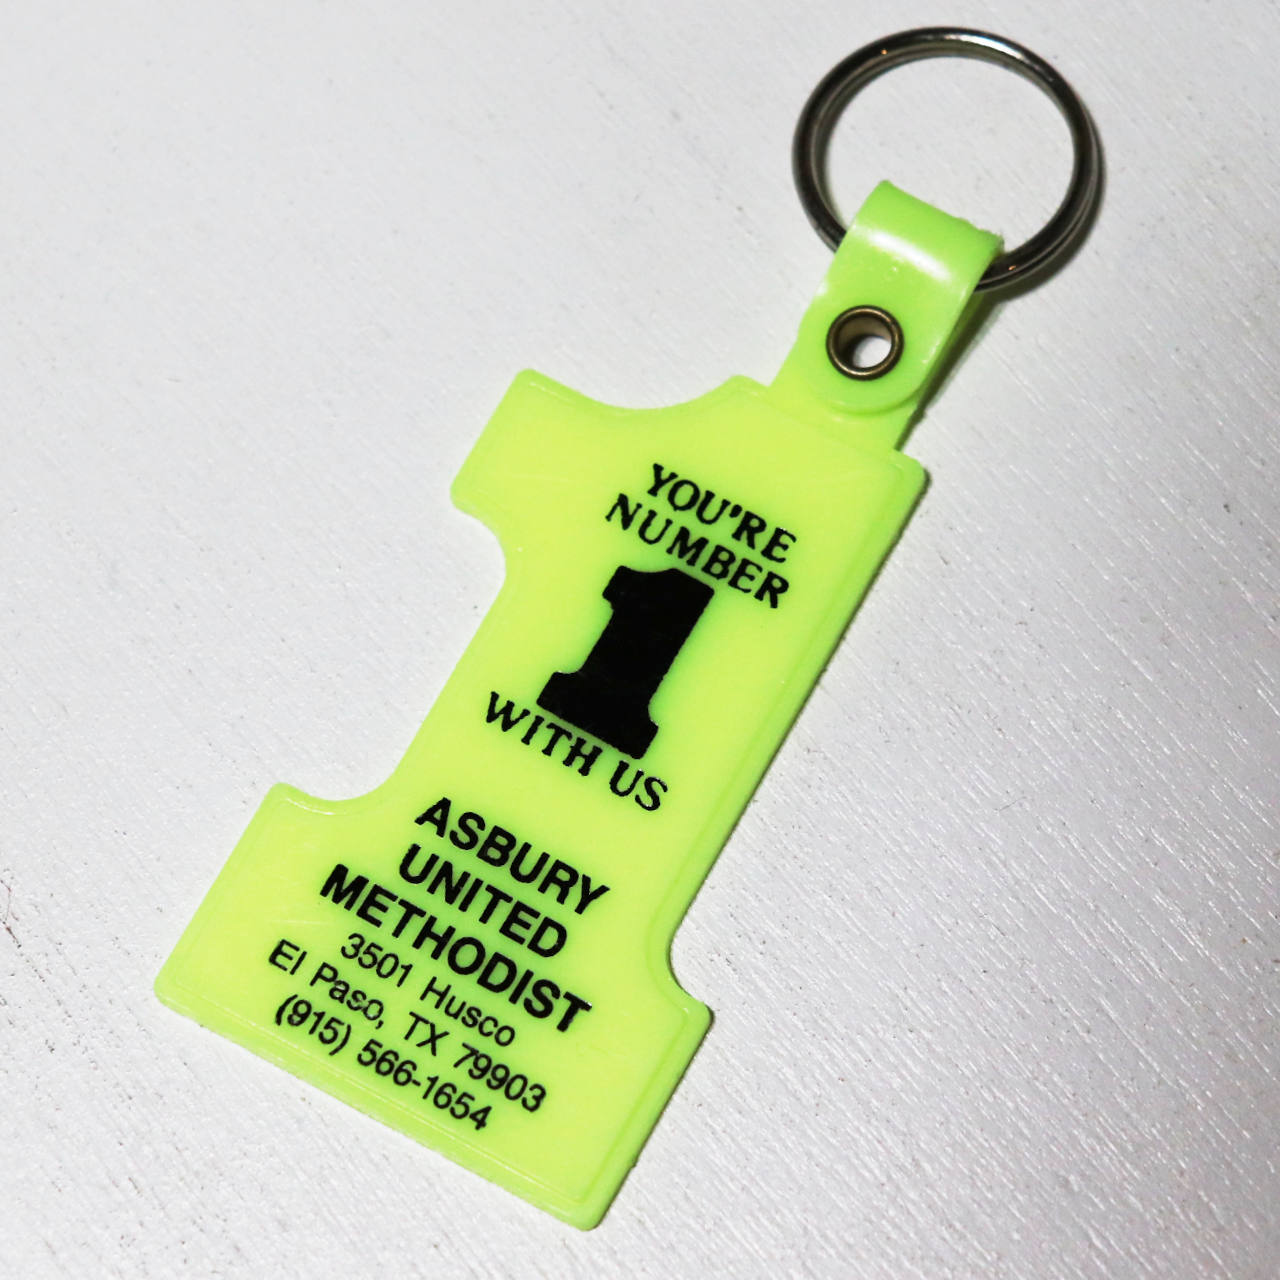 YOU'RE
NUMBER
1
WITH US
ASBURY
UNITED
METHODIST
3501 Husco
El Paso, TX 79903
(915) 566-1654